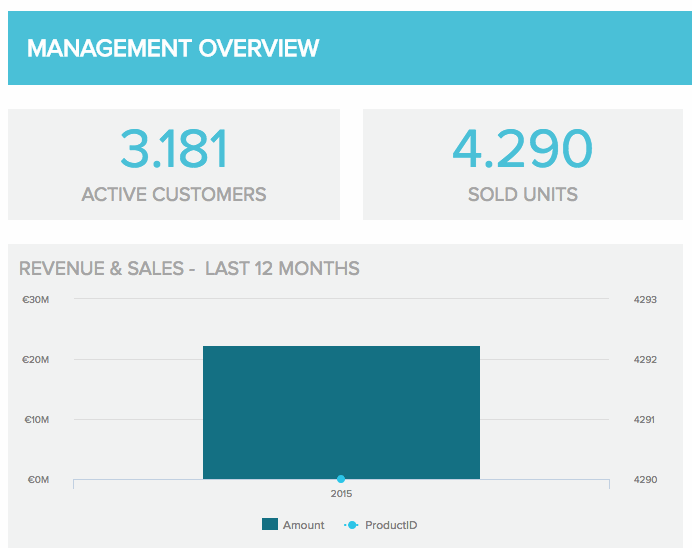 MANAGEMENT OVERVIEW
3.181
4.290
ACTIVE CUSTOMERS
SOLD UNITS
REVENUE & SALES - LAST 12 MONTHS
€30M
4293
€20M
4292
€10M
4291
€0M
4290
2015
Amount
ProductID